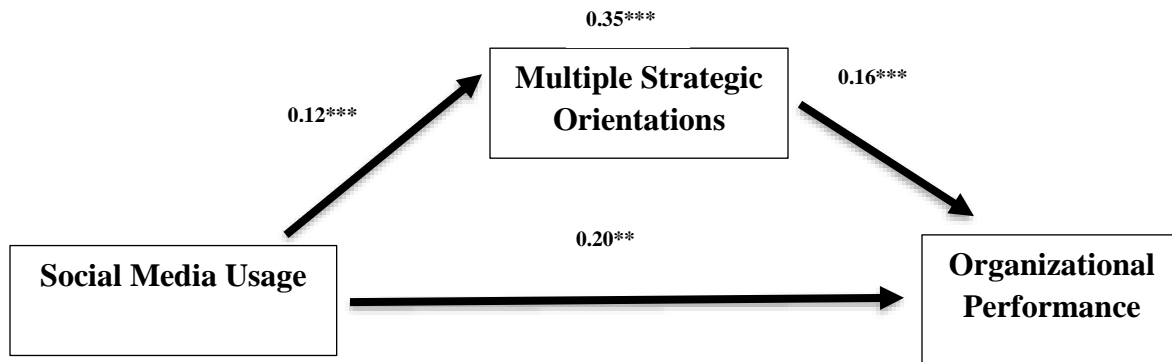 0.35***
Multiple Strategic
Orientations
0.16***
0.12***
0.20**
Social Media Usage
Organizational
Performance